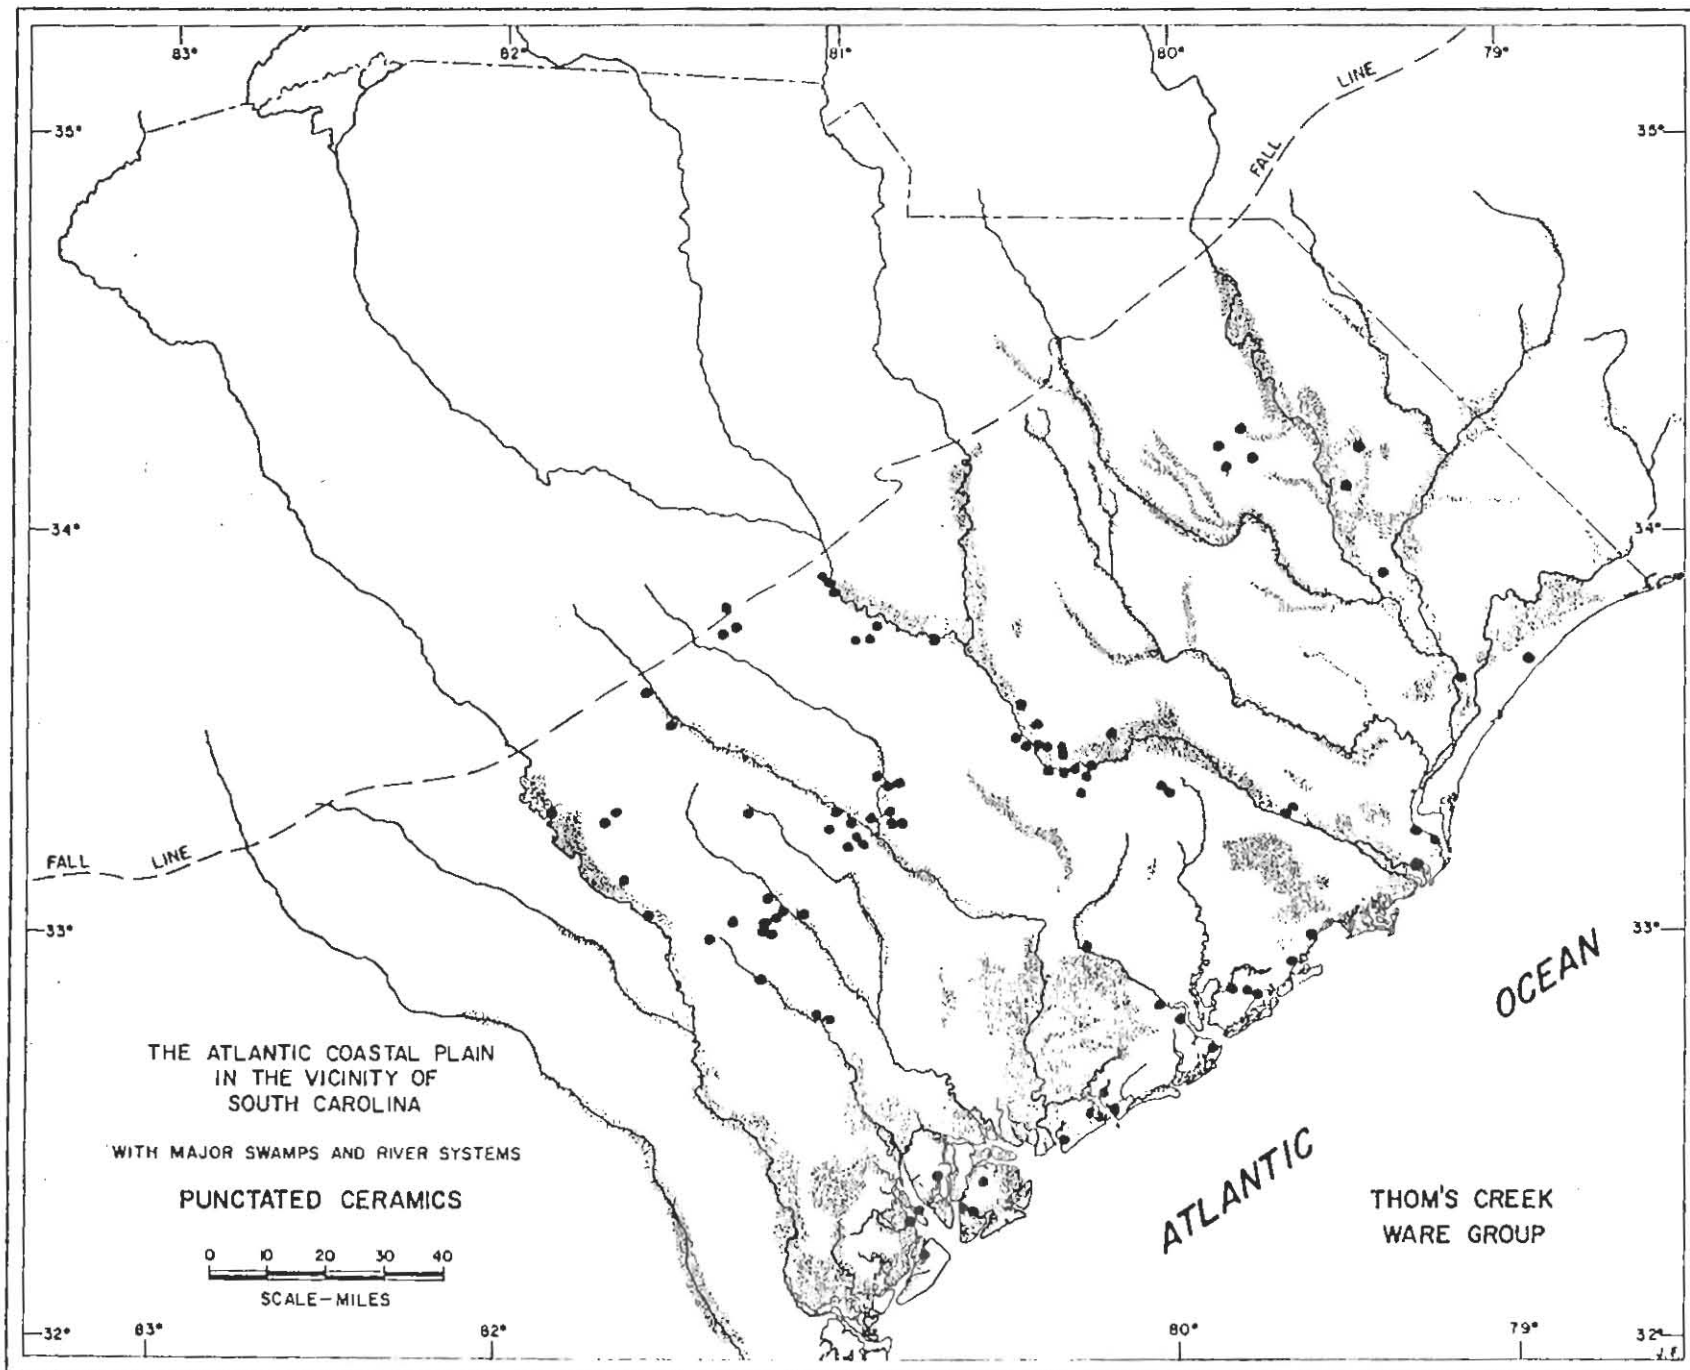 83° 82° 81° 80° 79°
LINE
FALL
35° 35°
34° 34°
FALL LINE
33° 33°
OCEAN
ATLANTIC
THE ATLANTIC COASTAL PLAIN
IN THE VICINITY OF
SOUTH CAROLINA
WITH MAJOR SWAMPS AND RIVER SYSTEMS
PUNCTATED CERAMICS
0 10 20 30 40
SCALE–MILES
THOM'S CREEK
WARE GROUP
32° 83° 82° 80° 79° 32°